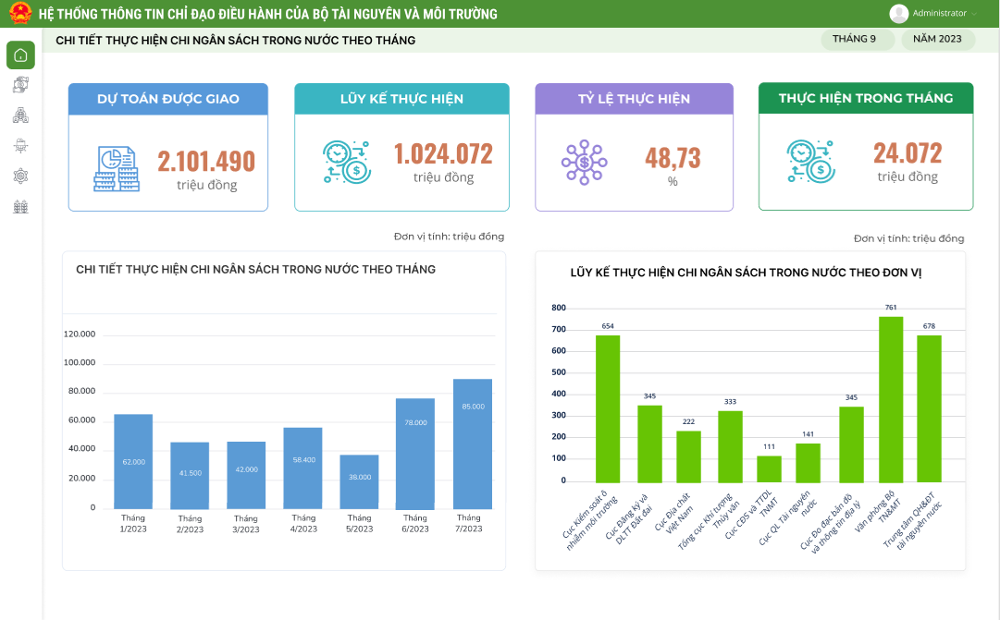 HỆ THỐNG THÔNG TIN CHỈ ĐẠO ĐIỀU HÀNH CỦA BỘ TÀI NGUYÊN VÀ MÔI TRƯỜNG
Administrator
CHI TIẾT THỰC HIỆN CHI NGÂN SÁCH TRONG NƯỚC THEO THÁNG
THÁNG 9
NĂM 2023
DỰ TOÁN ĐƯỢC GIAO
2.101.490
triệu đồng
LŨY KẾ THỰC HIỆN
1.024.072
triệu đồng
TỶ LỆ THỰC HIỆN
48,73
%
THỰC HIỆN TRONG THÁNG
24.072
triệu đồng
Đơn vị tính: triệu đồng
CHI TIẾT THỰC HIỆN CHI NGÂN SÁCH TRONG NƯỚC THEO THÁNG
120.000
100.000
80.000
60.000
40.000
20.000
0
62.000
41.500
42.000
58.400
38.000
78.000
85.000
Tháng
1/2023
Tháng
2/2023
Tháng
3/2023
Tháng
4/2023
Tháng
5/2023
Tháng
6/2023
Tháng
7/2023
Đơn vị tính: triệu đồng
LŨY KẾ THỰC HIỆN CHI NGÂN SÁCH TRONG NƯỚC THEO ĐƠN VỊ
800
700
600
500
400
300
200
100
0
654
345
222
333
111
141
345
761
678
Cục Kiểm soát ô
nhiễm môi trường
Cục Đăng ký và
DLTT Đất đai
Cục Địa chất
Việt Nam
Tổng cục Khí tượng
Thủy văn
Cục CĐS và TTDL
TNMT
Cục QL Tài nguyên
nước
Cục Đo đạc bản đồ
và thông tin địa lý
Văn phòng Bộ
TN&MT
Trung tâm QH&ĐT
tài nguyên nước